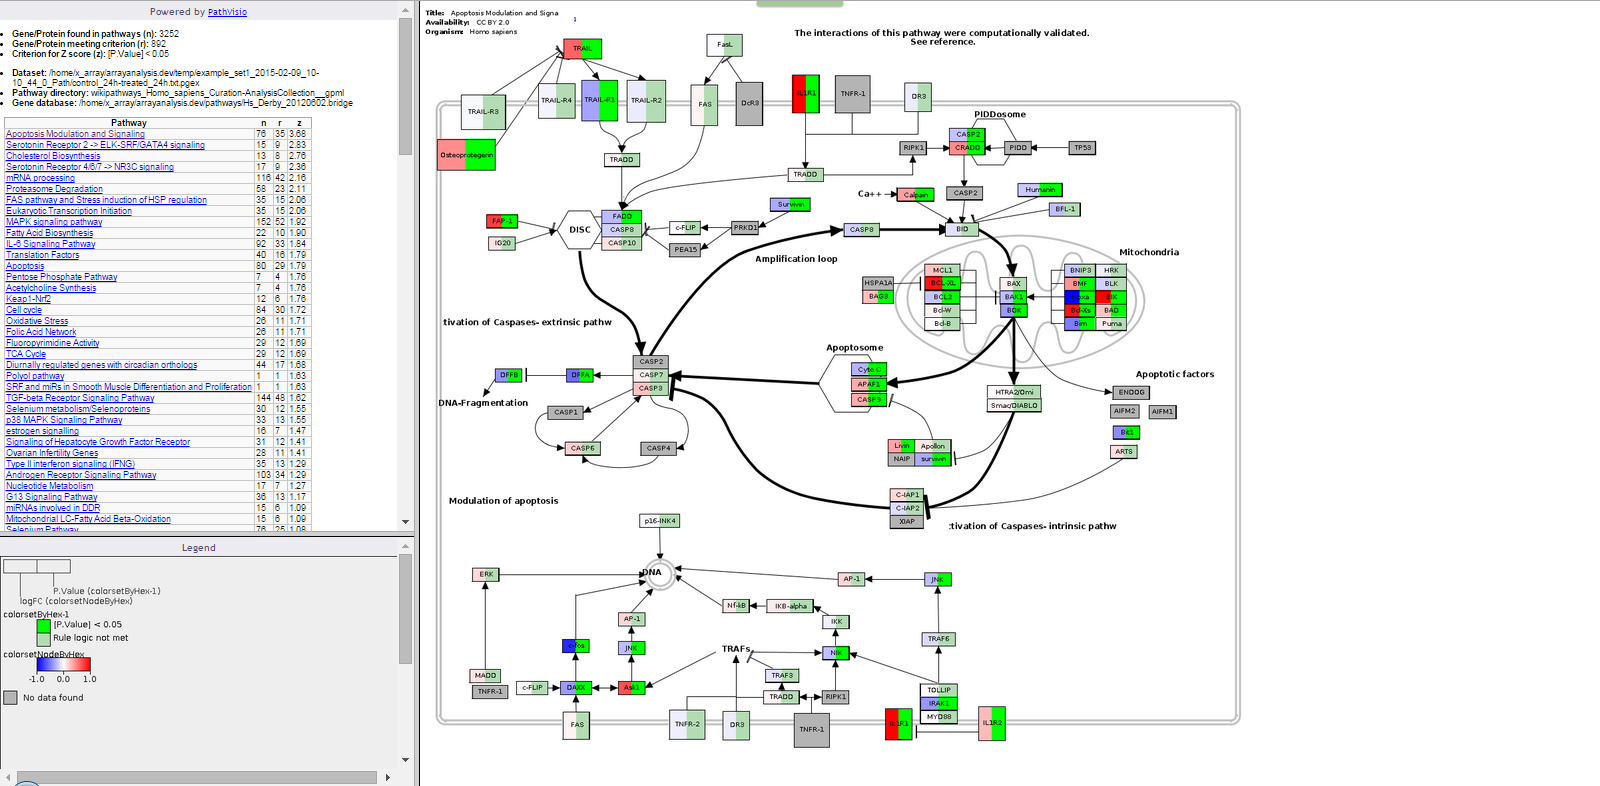 Powered by PathVisio
Gene/Protein found in pathways (n): 3252
Gene/Protein meeting criterion (r): 892
Criterion for Z score (z): [P.Value] < 0.05
Dataset: /home/x_array/arrayanalysis.dev/temp/example_set1_2015-02-09_10-
10_44_0_Path/control_24h-treated_24h.txt.pgex
Pathway directory: wikipathways_Homo_sapiens_Curation-AnalysisCollection__gpml
Gene database: /home/x_array/arrayanalysis.dev/pathways/Hs_Derby_20120602.bridge
Pathway n r z
Apoptosis Modulation and Signaling 76 35 3.68
Serotonin Receptor 2 -> ELK-SRF/GATA4 signaling 15 9 2.83
Cholesterol Biosynthesis 13 8 2.76
Serotonin Receptor 4/6/7 -> NR3C signaling 17 9 2.36
mRNA processing 116 42 2.16
Proteasome Degradation 58 23 2.11
FAS pathway and Stress induction of HSP regulation 35 15 2.06
Eukaryotic Transcription Initiation 35 15 2.06
MAPK signaling pathway 152 52 1.92
Fatty Acid Biosynthesis 22 10 1.90
IL-6 Signaling Pathway 92 33 1.84
Translation Factors 40 16 1.79
Apoptosis 80 29 1.79
Pentose Phosphate Pathway 7 4 1.76
Acetylcholine Synthesis 7 4 1.76
Keap1-Nrf2 12 6 1.76
Cell cycle 84 30 1.72
Oxidative Stress 26 11 1.71
Folic Acid Network 26 11 1.71
Fluoropyrimidine Activity 29 12 1.69
TCA Cycle 29 12 1.69
Diurnally regulated genes with circadian orthologs 44 17 1.68
Polyol pathway 1 1 1.63
SRF and miRs in Smooth Muscle Differentiation and Proliferation 1 1 1.63
TGF-beta Receptor Signaling Pathway 144 48 1.62
Selenium metabolism/Selenoproteins 30 12 1.55
p38 MAPK Signaling Pathway 33 13 1.55
estrogen signalling 16 7 1.47
Signaling of Hepatocyte Growth Factor Receptor 31 12 1.41
Ovarian Infertility Genes 28 11 1.41
Type II interferon signaling (IFNG) 35 13 1.29
Androgen Receptor Signaling Pathway 103 34 1.29
Nucleotide Metabolism 17 7 1.27
G13 Signaling Pathway 36 13 1.17
miRNAs involved in DDR 15 6 1.09
Mitochondrial LC-Fatty Acid Beta-Oxidation 15 6 1.09
Selenium Pathway 76 25 1.08
Legend
P.Value (colorsetByHex-1)
logFC (colorsetNodeByHex)
colorsetByHex-1
[P.Value] < 0.05
Rule logic not met
colorsetNodeByHex
-1.0 0.0 1.0
No data found
Title: Apoptosis Modulation and Signa
1
Availability: CC BY 2.0
Organism: Homo sapiens
The interactions of this pathway were computationally validated.
See reference.
TRAIL
FasL
TRAIL-R3
TRAIL-R4
TRAIL-R1
TRAIL-R2
FAS
DcR3
IL1R1
TNFR-1
DR3
Osteoprotegerin
TRADD
TRADD
PIDDosome
CASP2
CRADD
RIPK1
PIDD
TP53
Ca++
Calpain
CASP2
Humanin
BFL-1
FAP-1
IG20
DISC
FADD
CASP8
CASP10
c-FLIP
PEA15
PRKD1
Survivin
CASP8
BID
Amplification loop
Mitochondria
HSPA1A
BAG3
MCL1
BCL-XL
BCL2
Bcl-W
Bcl-B
BAX
BAK1
BOK
BNIP3 HRK
BMF BLK
Noxa BIK
Bcl-Xs BAD
Bim Puma
tivation of Caspases- extrinsic pathw
Apoptosome
Cyto C
APAF1
CASP9
CASP2
CASP7
CASP3
DFFB
DFFA
DNA-Fragmentation
CASP1
CASP6
CASP4
HTRA2/Omi
Smac/DIABLO
Apoptotic factors
ENDOG
AIFM2
AIFM1
Bit1
ARTS
Livin Apollon
NAIP survivin
C-IAP1
C-IAP2
XIAP
tivation of Caspases- intrinsic pathw
Modulation of apoptosis
p16-INK4
DNA
ERK
AP-1
JNK
AP-1
Nf-kB
IKB-alpha
IKK
c-fos
JNK
TRAFs
NIK
TRAF6
MADD
TNFR-1
c-FLIP
DAXX
Ask1
TRAF3
TRADD
RIPK1
TOLLIP
IRAK1
MYD88
FAS
TNFR-2
DR3
TNFR-1
IL1R1
IL1R2